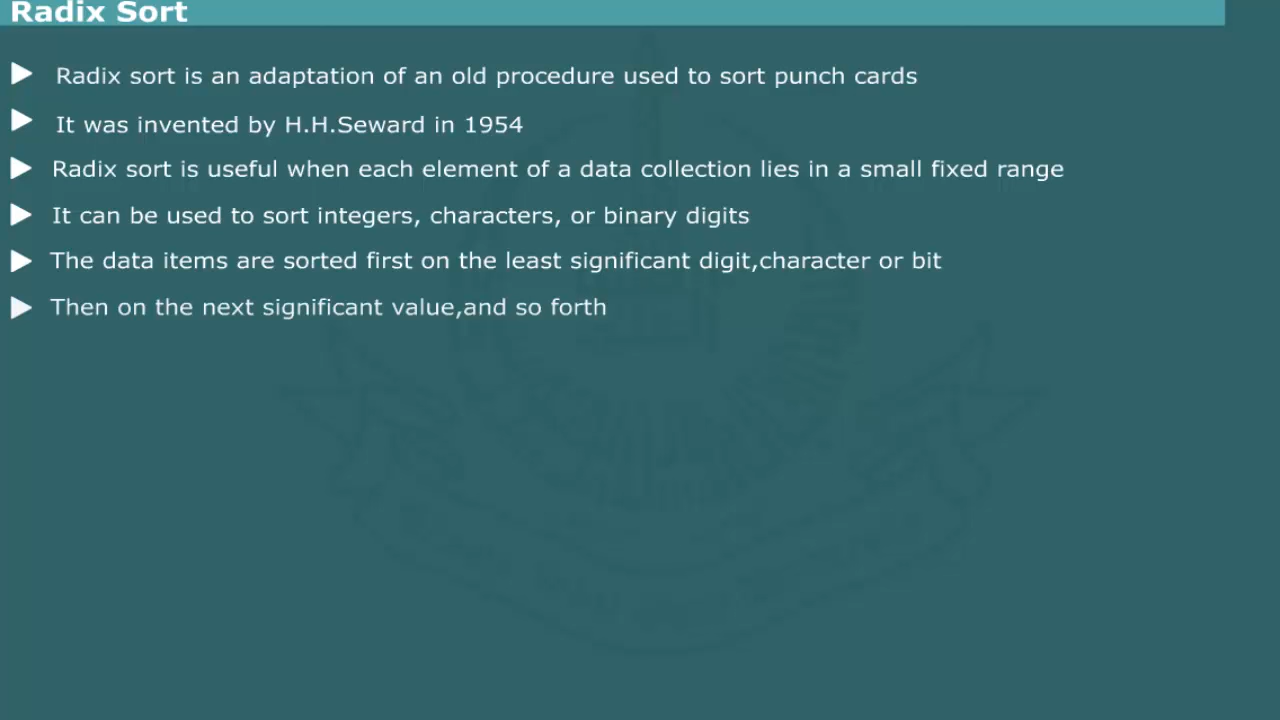 Radix Sort
Radix sort is an adaptation of an old procedure used to sort punch cards
It was invented by H.H.Seward in 1954
Radix sort is useful when each element of a data collection lies in a small fixed range
It can be used to sort integers, characters, or binary digits
The data items are sorted first on the least significant digit,character or bit
Then on the next significant value,and so forth